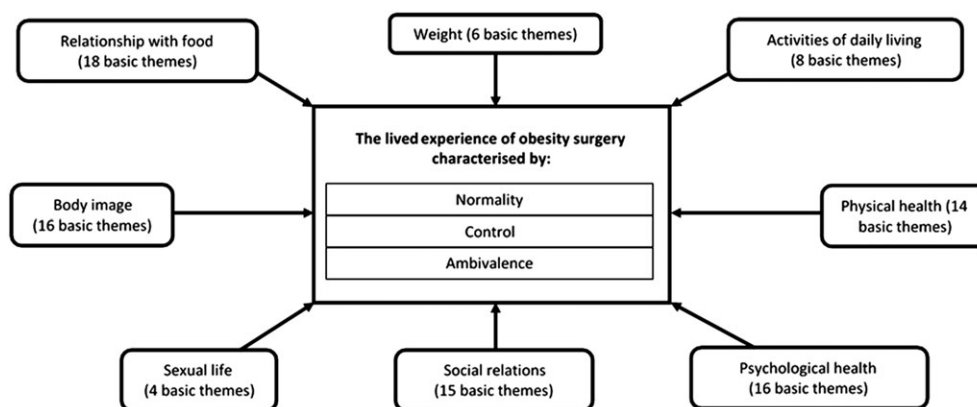 Relationship with food
(18 basic themes)
Weight (6 basic themes)
Activities of daily living
(8 basic themes)
The lived experience of obesity surgery
characterised by:
Normality
Control
Ambivalence
Body image
(16 basic themes)
Physical health (14
basic themes)
Sexual life
(4 basic themes)
Social relations
(15 basic themes)
Psychological health
(16 basic themes)